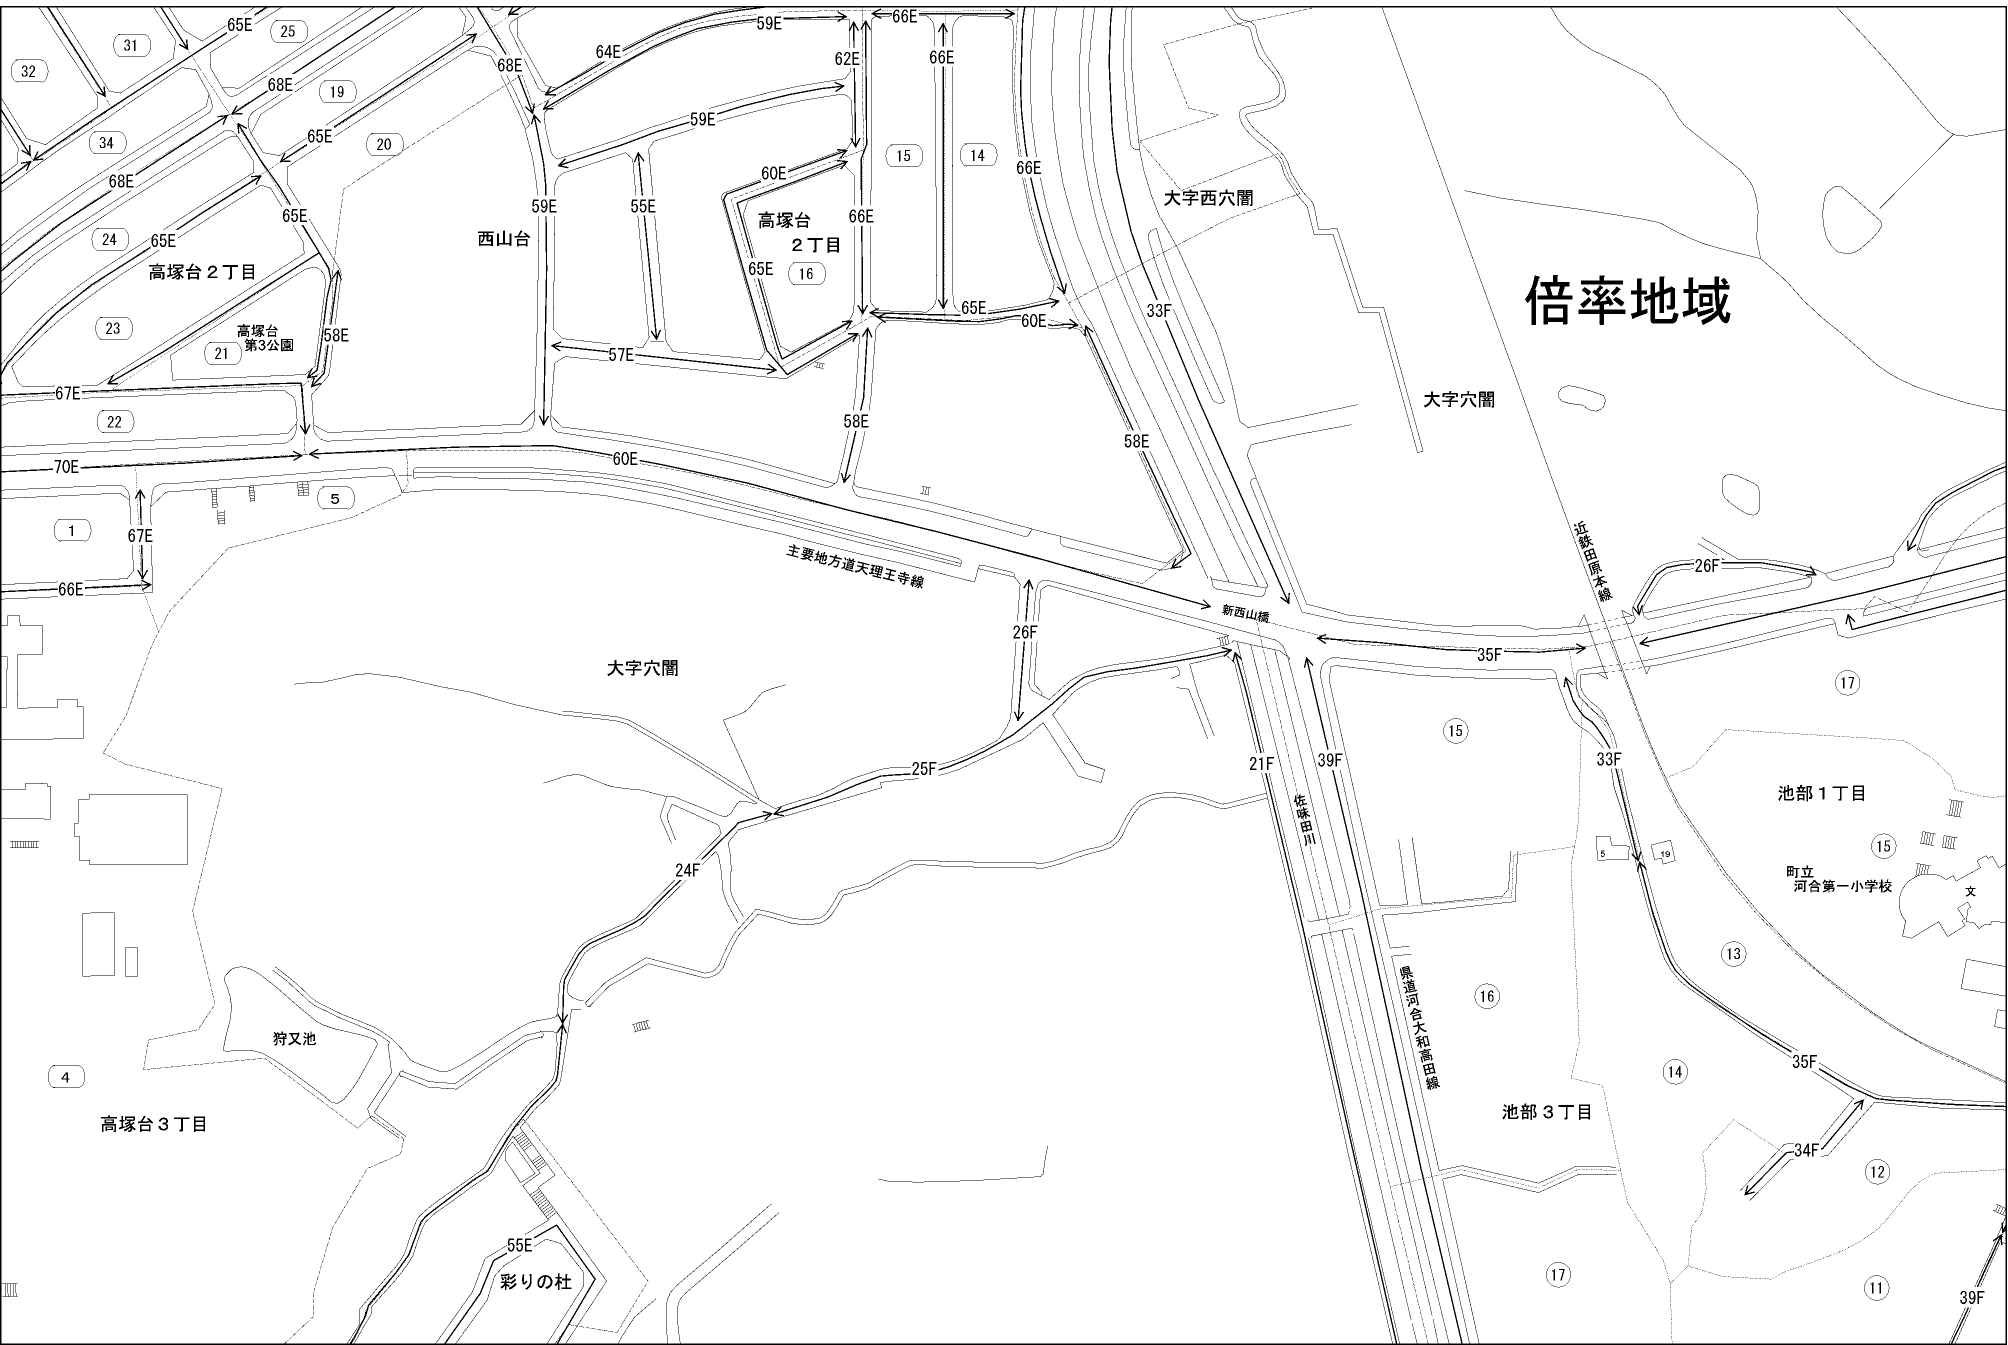 65E
31
25
32
68E
19
34
65E
20
68E
65E
24
65E
高塚台２丁目
23
高塚台
第3公園
21
58E
67E
22
70E
68E
64E
59E
66E
62E
66E
59E
60E
15
14
66E
55E
59E
西山台
66E
高塚台
２丁目
65E
16
65E
60E
57E
58E
58E
60E
大字西穴闇
33F
倍率地域
大字穴闇
5
1
67E
66E
主要地方道天理王寺線
新西山橋
近鉄田原本線
26F
26F
35F
大字穴闇
17
15
25F
21F
39F
33F
佐味田川
池部１丁目
15
町立
河合第一小学校
文
5
19
24F
13
県道河合大和高田線
16
狩又池
4
高塚台３丁目
35F
14
池部３丁目
34F
12
55E
彩りの杜
17
11
39F